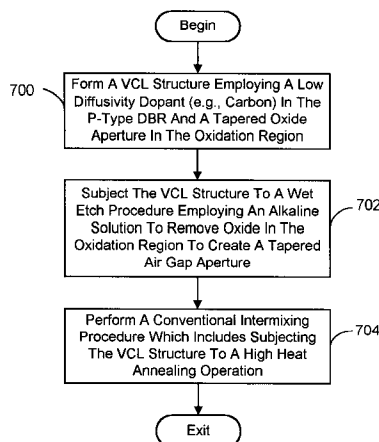 Begin
700
Form A VCL Structure Employing A Low
Diffusivity Dopant (e.g., Carbon) In The
P-Type DBR And A Tapered Oxide
Aperture In The Oxidation Region
Subject The VCL Structure To A Wet
Etch Procedure Employing An Alkaline
Solution To Remove Oxide In The
Oxidation Region To Create A Tapered
Air Gap Aperture
702
Perform A Conventional Intermixing
Procedure Which Includes Subjecting
The VCL Structure To A High Heat
Annealing Operation
704
Exit